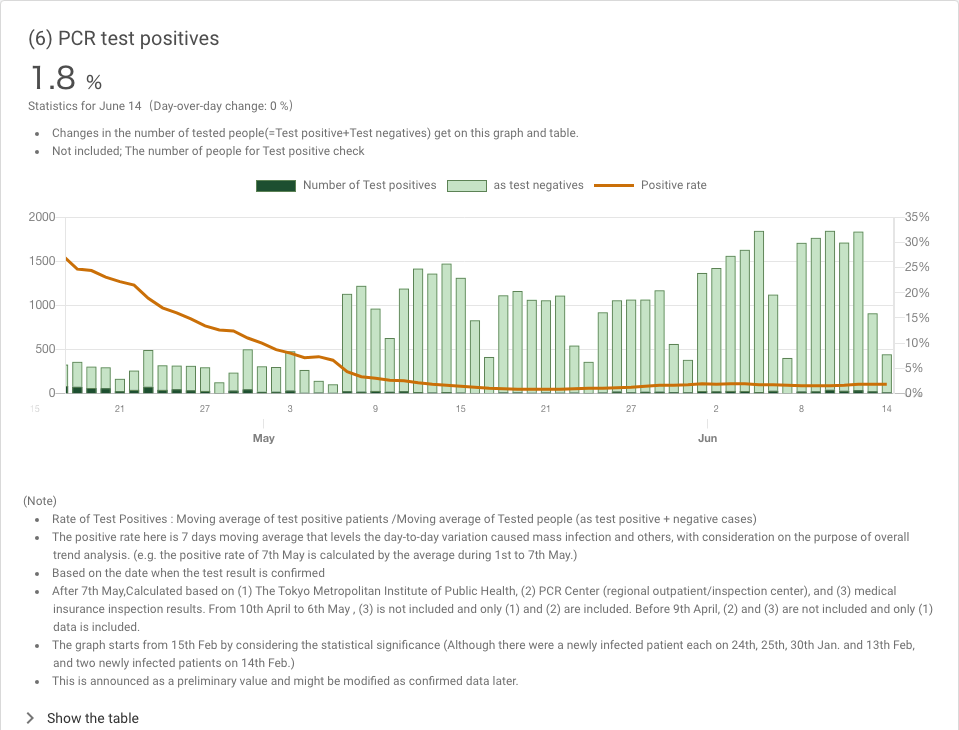 (6) PCR test positives
1.8 %
Statistics for June 14（Day-over-day change: 0 %）
Changes in the number of tested people(=Test positive+Test negatives) get on this graph and table.
Not included; The number of people for Test positive check
Number of Test positives as test negatives Positive rate
2000 35%
30%
1500 25%
20%
1000 15%
10%
500 5%
0 0%
15 21 27 3 9 15 21 27 2 8 14
May Jun
(Note)
Rate of Test Positives : Moving average of test positive patients /Moving average of Tested people (as test positive + negative cases)
The positive rate here is 7 days moving average that levels the day-to-day variation caused mass infection and others, with consideration on the purpose of overall
trend analysis. (e.g. the positive rate of 7th May is calculated by the average during 1st to 7th May.)
Based on the date when the test result is confirmed
After 7th May,Calculated based on (1) The Tokyo Metropolitan Institute of Public Health, (2) PCR Center (regional outpatient/inspection center), and (3) medical
insurance inspection results. From 10th April to 6th May , (3) is not included and only (1) and (2) are included. Before 9th April, (2) and (3) are not included and only (1)
data is included.
The graph starts from 15th Feb by considering the statistical significance (Although there were a newly infected patient each on 24th, 25th, 30th Jan. and 13th Feb,
and two newly infected patients on 14th Feb.)
This is announced as a preliminary value and might be modified as confirmed data later.
Show the table